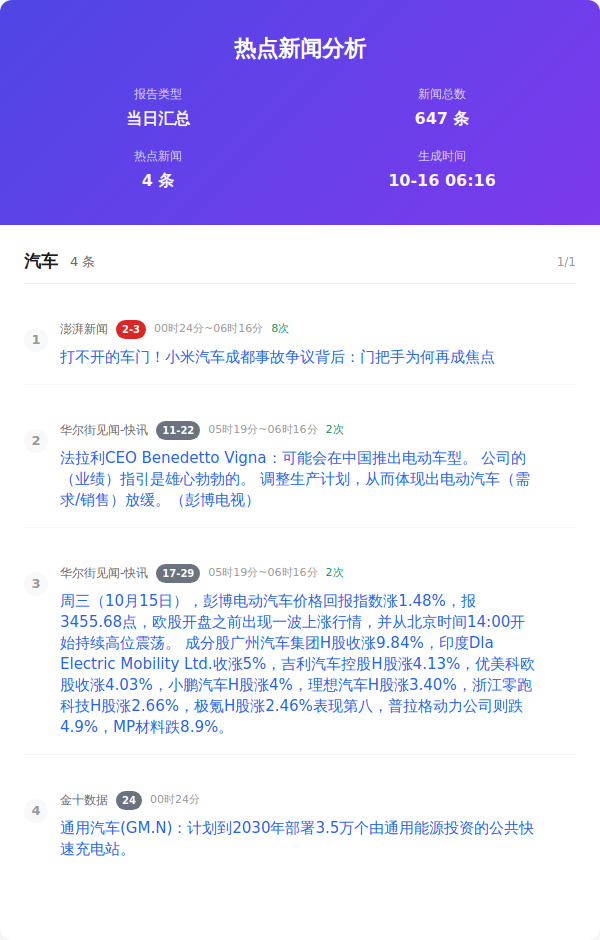 热点新闻分析
报告类型
新闻总数
当日汇总
647 条
热点新闻
生成时间
4 条
10-16 06:16
汽车 4 条 1/1
1 澎湃新闻 2-3 00时24分~06时16分 8次
打不开的车门！小米汽车成都事故争议背后：门把手为何再成焦点
2 华尔街见闻-快讯 11-22 05时19分~06时16分 2次
法拉利CEO Benedetto Vigna：可能会在中国推出电动车型。 公司的
（业绩）指引是雄心勃勃的。 调整生产计划，从而体现出电动汽车（需
求/销售）放缓。（彭博电视）
3 华尔街见闻-快讯 17-29 05时19分~06时16分 2次
周三（10月15日），彭博电动汽车价格回报指数涨1.48%，报
3455.68点，欧股开盘之前出现一波上涨行情，并从北京时间14:00开
始持续高位震荡。 成分股广州汽车集团H股收涨9.84%，印度Dla
Electric Mobility Ltd.收涨5%，吉利汽车控股H股涨4.13%，优美科欧
股收涨4.03%，小鹏汽车H股涨4%，理想汽车H股涨3.40%，浙江零跑
科技H股涨2.66%，极氪H股涨2.46%表现第八，普拉格动力公司则跌
4.9%，MP材料跌8.9%。
4 金十数据 24 00时24分
通用汽车(GM.N)：计划到2030年部署3.5万个由通用能源投资的公共快
速充电站。